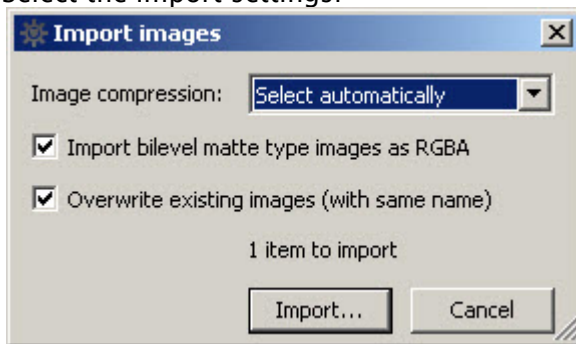 Select the import settings.
Import images
Image compression: Select automatically
Import bilevel matte type images as RGBA
Overwrite existing images (with same name)
1 item to import
Import... Cancel